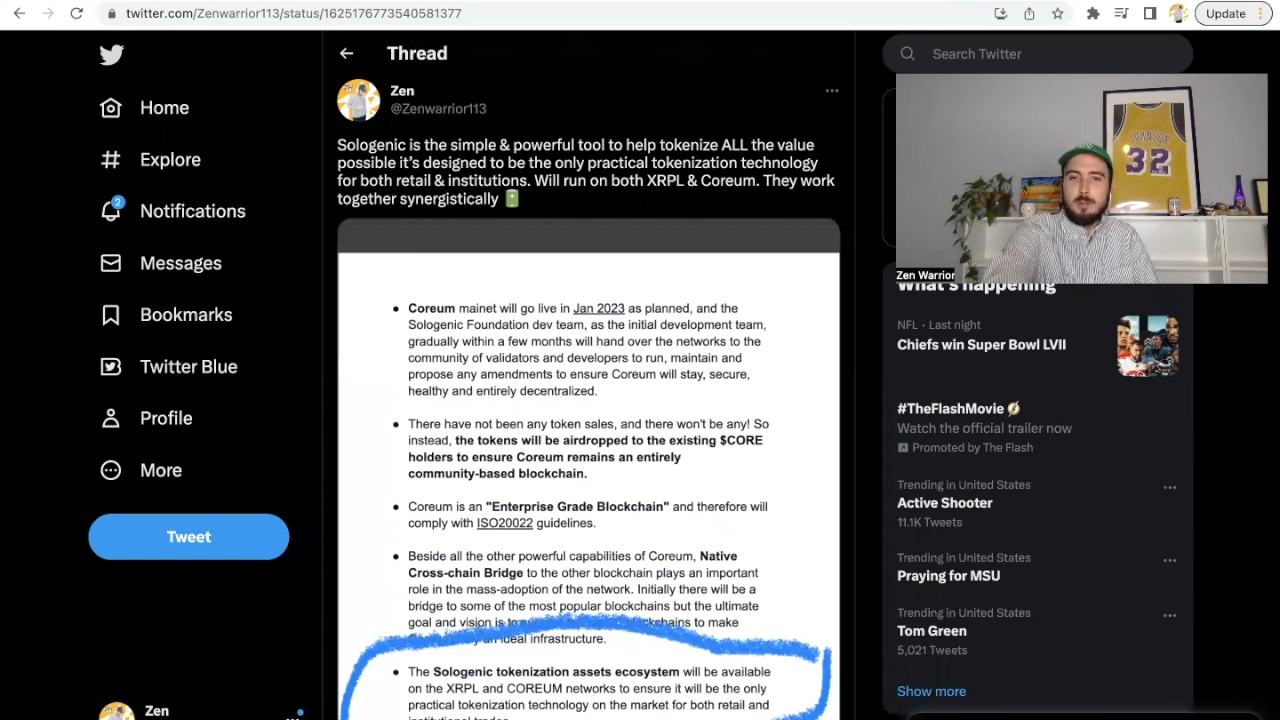 twitter.com/Zenwarrior113/status/1625176773540581377
Update
Home
Explore
2
Notifications
Messages
Bookmarks
Twitter Blue
Profile
More
Tweet
Zen
Thread
Zen
@Zenwarrior113
Sologenic is the simple & powerful tool to help tokenize ALL the value
possible it's designed to be the only practical tokenization technology
for both retail & institutions. Will run on both XRPL & Coreum. They work
together synergistically
• Coreum mainet will go live in Jan 2023 as planned, and the
Sologenic Foundation dev team, as the initial development team,
gradually within a few months will hand over the networks to the
community of validators and developers to run, maintain and
propose any amendments to ensure Coreum will stay, secure,
healthy and entirely decentralized.
• There have not been any token sales, and there won't be any! So
instead, the tokens will be airdropped to the existing $CORE
holders to ensure Coreum remains an entirely
community-based blockchain.
• Coreum is an "Enterprise Grade Blockchain" and therefore will
comply with ISO20022 guidelines.
• Beside all the other powerful capabilities of Coreum, Native
Cross-chain Bridge to the other blockchain plays an important
role in the mass-adoption of the network. Initially there will be a
bridge to some of the most popular blockchains but the ultimate
goal and vision is to blockchains to make
an ideal infrastructure.
• The Sologenic tokenization assets ecosystem will be available
on the XRPL and COREUM networks to ensure it will be the only
practical tokenization technology on the market for both retail and
Search Twitter
32
Zen Warrior
What's happening
NFL · Last night
Chiefs win Super Bowl LVII
#TheFlashMovie
Watch the official trailer now
Promoted by The Flash
Trending in United States
Active Shooter
11.1K Tweets
Trending in United States
Praying for MSU
Trending in United States
Tom Green
5,021 Tweets
Show more